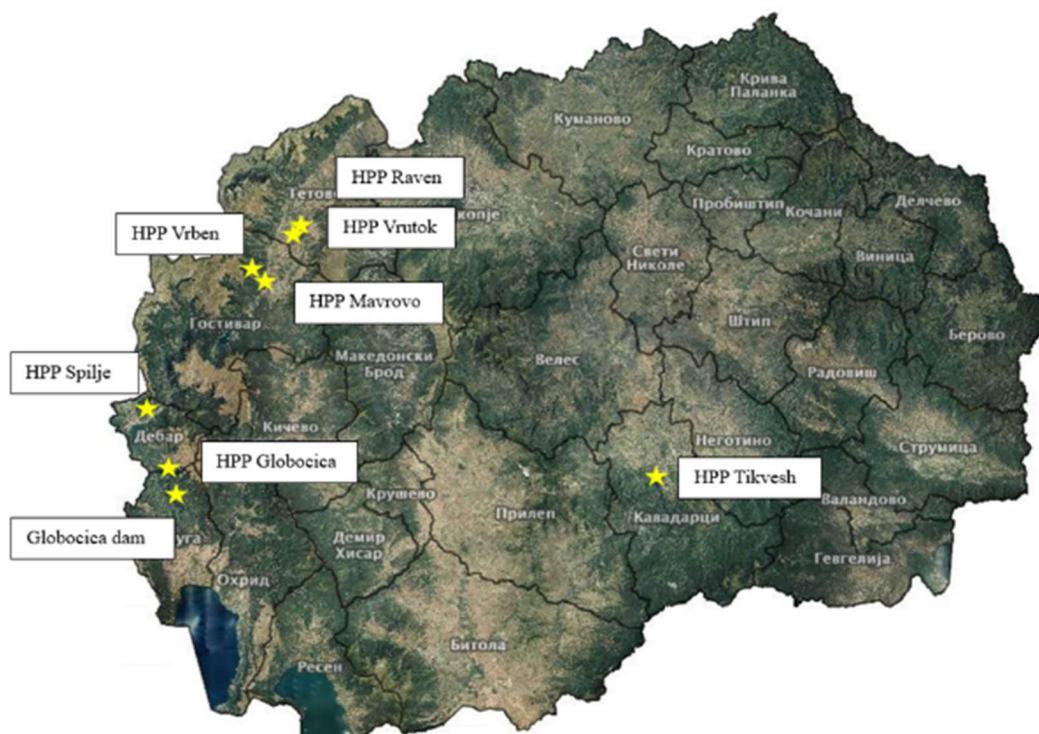 Крива
Паланка
Куманово
Кратово
HPP Raven
Тетово
Пробиштип
Делчево
Кочани
HPP Vrben
HPP Vrutok
Свети
Николе
Виница
HPP Mavrovo
Гостивар
Штип
Берово
Македонски
Брод
Велес
HPP Spilje
Радовиш
Дебар
Кичево
Неготино
Струмица
HPP Globocica
HPP Tikvesh
Крушево
Валандово
Прилеп
Кавадарци
Globocica dam
Демир
Хисар
Гевгелија
Охрид
Битола
Ресен